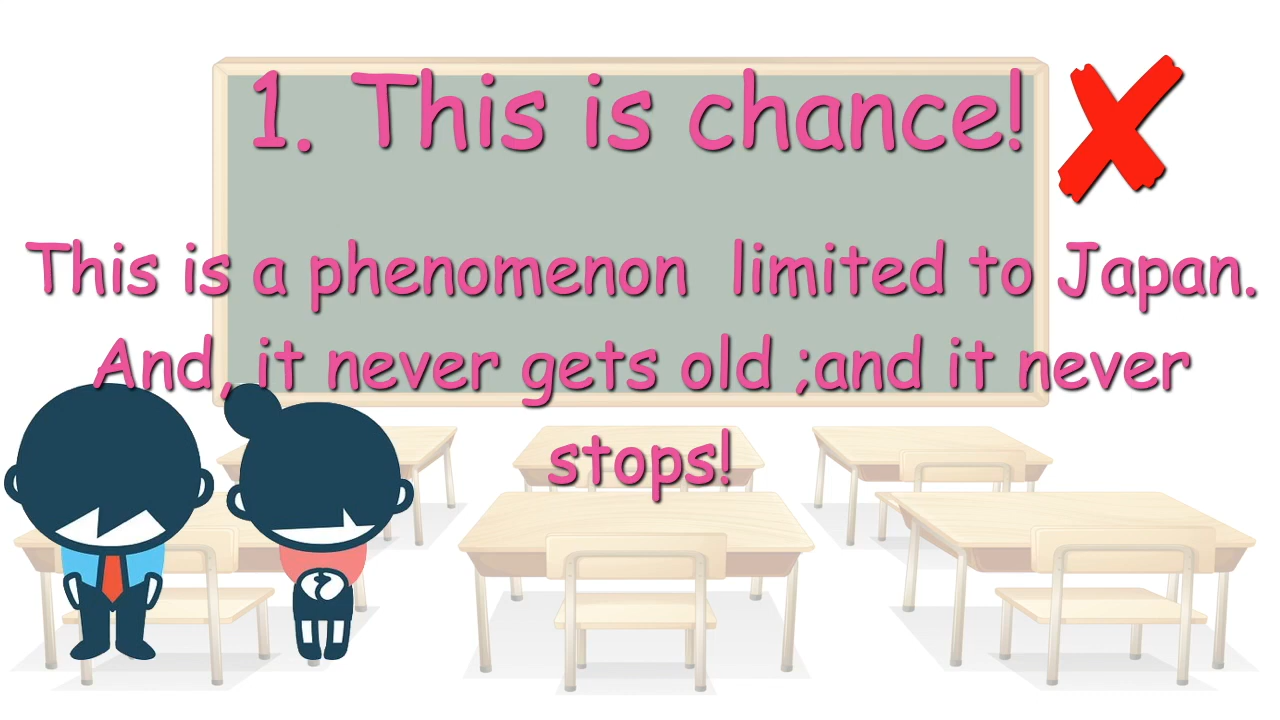 1. This is chance!
This is a phenomenon limited to Japan.
And, it never gets old ;and it never
stops!